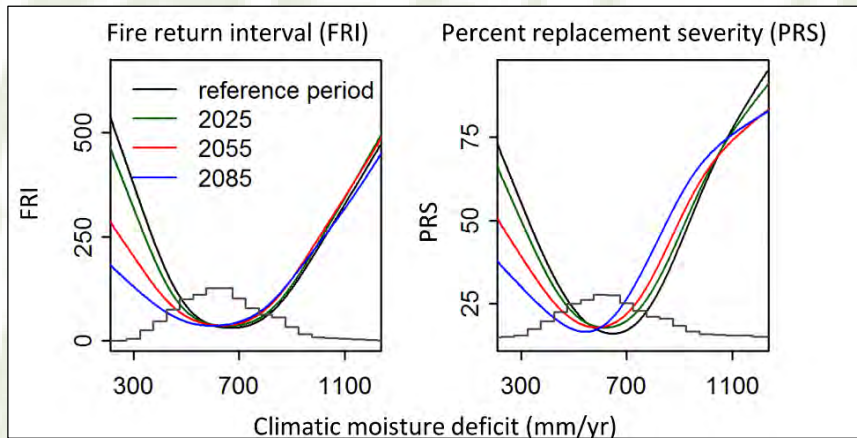 Fire return interval (FRI)
Percent replacement severity (PRS)
reference period
2025
2055
2085
FRI
500
250
0
300
700
1100
PRS
75
50
25
300
700
1100
Climatic moisture deficit (mm/yr)